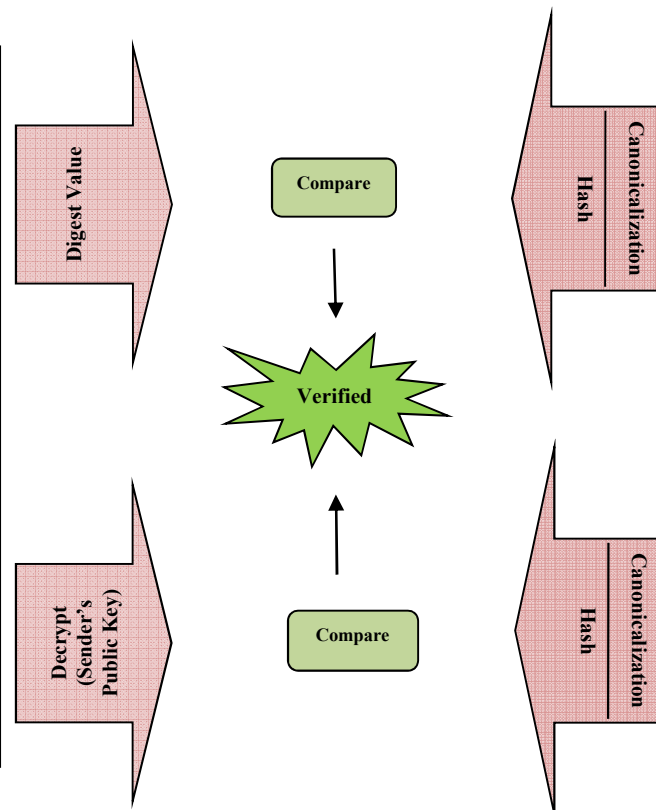 Digest Value
Compare
Canonicalization
Hash
Verified
Decrypt
(Sender’s
Public Key)
Compare
Canonicalization
Hash